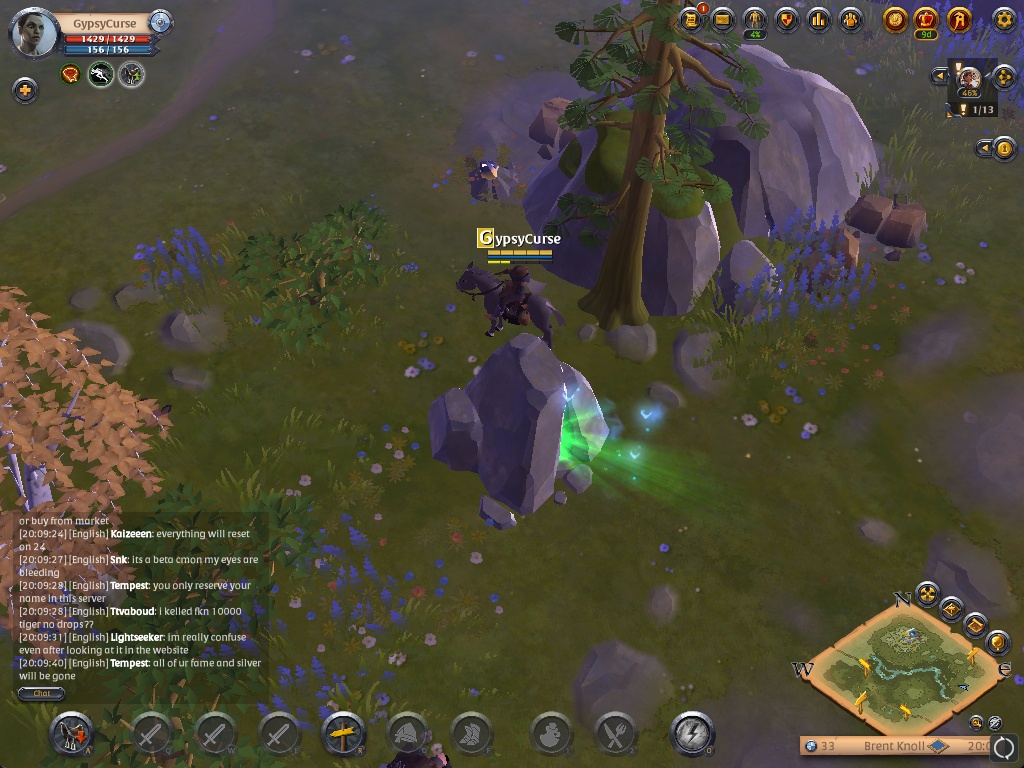 GypsyCurse
1429 / 1429
156 / 156
1
4%
9d
46%
1/13
GypsyCurse
or buy from market
[20:09:24] [English] Kaizeeen: everything will reset
on 24
[20:09:27] [English] Snk: its a beta cmon my eyes are
bleeding
[20:09:28] [English] Tempest: you only reserve your
name in this server
[20:09:28] [English] Ttvaboud: i kelled fkn 10000
tiger no drops??
[20:09:31] [English] Lightseeker: im really confuse
even after looking at it in the website
[20:09:40] [English] Tempest: all of ur fame and silver
will be gone
Chat
N
W
E
A
Q
W
E
R
33 Brent Knoll